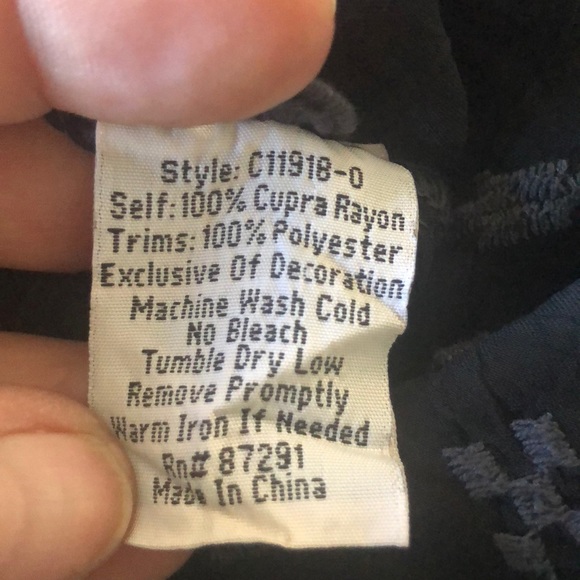 Style: C11918-0
Self: 100% Cupra Rayon
Trims: 100% Polyester
Exclusive Of Decoration
Machine Wash Cold
No Bleach
Tumble Dry Low
Remove Promptly
Warm Iron If Needed
Rn# 87291
Made In China